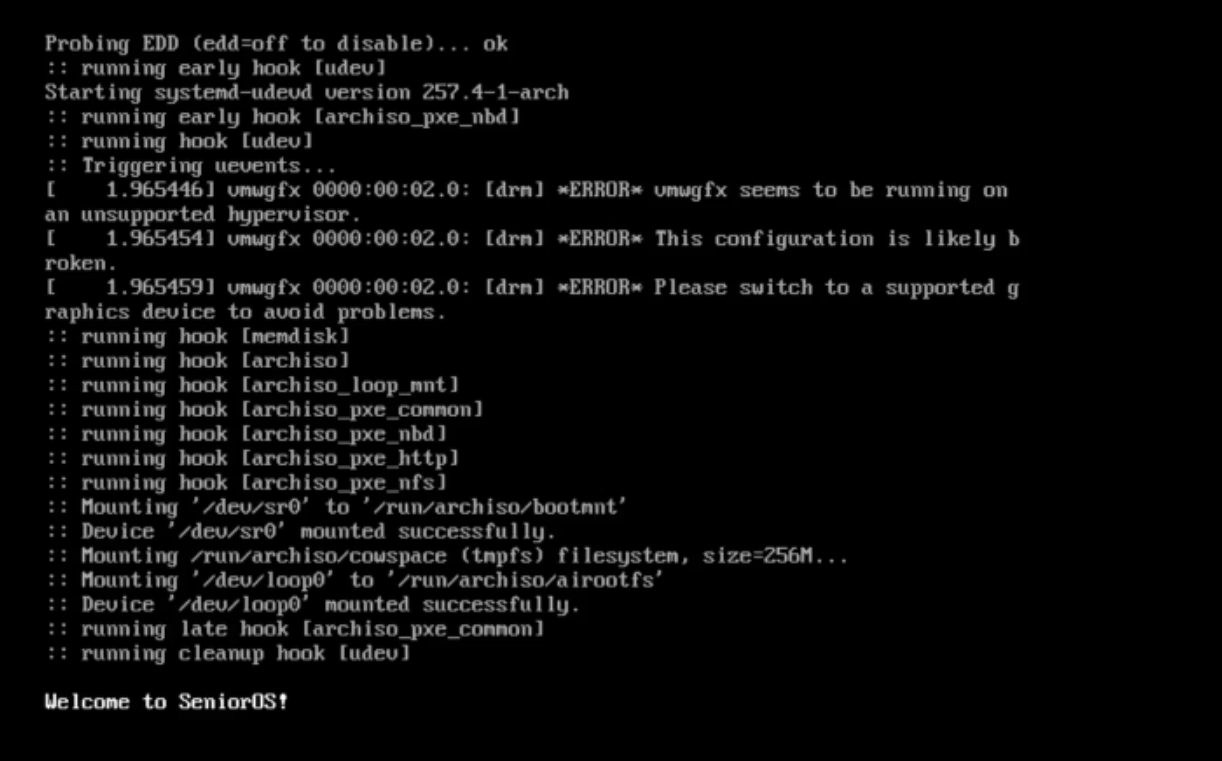 Probing EDD (edd=off to disable)... ok
:: running early hook [udev]
Starting systemd-udevd version 257.4-1-arch
:: running early hook [archiso_pxe_nbd]
:: running hook [udev]
:: Triggering uevents...
[    1.965446] vmwgfx 0000:00:02.0: [drm] *ERROR* vmwgfx seems to be running on
an unsupported hypervisor.
[    1.965454] vmwgfx 0000:00:02.0: [drm] *ERROR* This configuration is likely b
roken.
[    1.965459] vmwgfx 0000:00:02.0: [drm] *ERROR* Please switch to a supported g
raphics device to avoid problems.
:: running hook [memdisk]
:: running hook [archiso]
:: running hook [archiso_loop_mnt]
:: running hook [archiso_pxe_common]
:: running hook [archiso_pxe_nbd]
:: running hook [archiso_pxe_http]
:: running hook [archiso_pxe_nfs]
:: Mounting '/dev/sr0' to '/run/archiso/bootmnt'
:: Device '/dev/sr0' mounted successfully.
:: Mounting /run/archiso/cowspace (tmpfs) filesystem, size=256M...
:: Mounting '/dev/loop0' to '/run/archiso/airootfs'
:: Device '/dev/loop0' mounted successfully.
:: running late hook [archiso_pxe_common]
:: running cleanup hook [udev]
Welcome to SeniorOS!